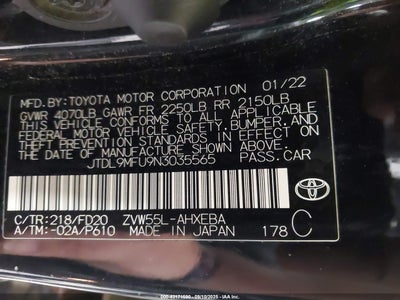 MFD.BY:TOYOTA MOTOR CORPORATION 01/22
GVWR 4070LB GAWR FR 2250LB RR 2150LB
THIS VEHICLE CONFORMS TO ALL APPLICABLE
FEDERAL MOTOR VEHICLE SAFETY, BUMPER, AND
THEFT PREVENTION STANDARDS IN EFFECT ON
THE DATE OF MANUFACTURE SHOWN ABOVE.
JTDL9MFU9N3035565 PASS.CAR
C/TR:218/FD20 ZVW55L-AHXEBA
A/TM:-02A/P610 MADE IN JAPAN 178 C
TOYOTA